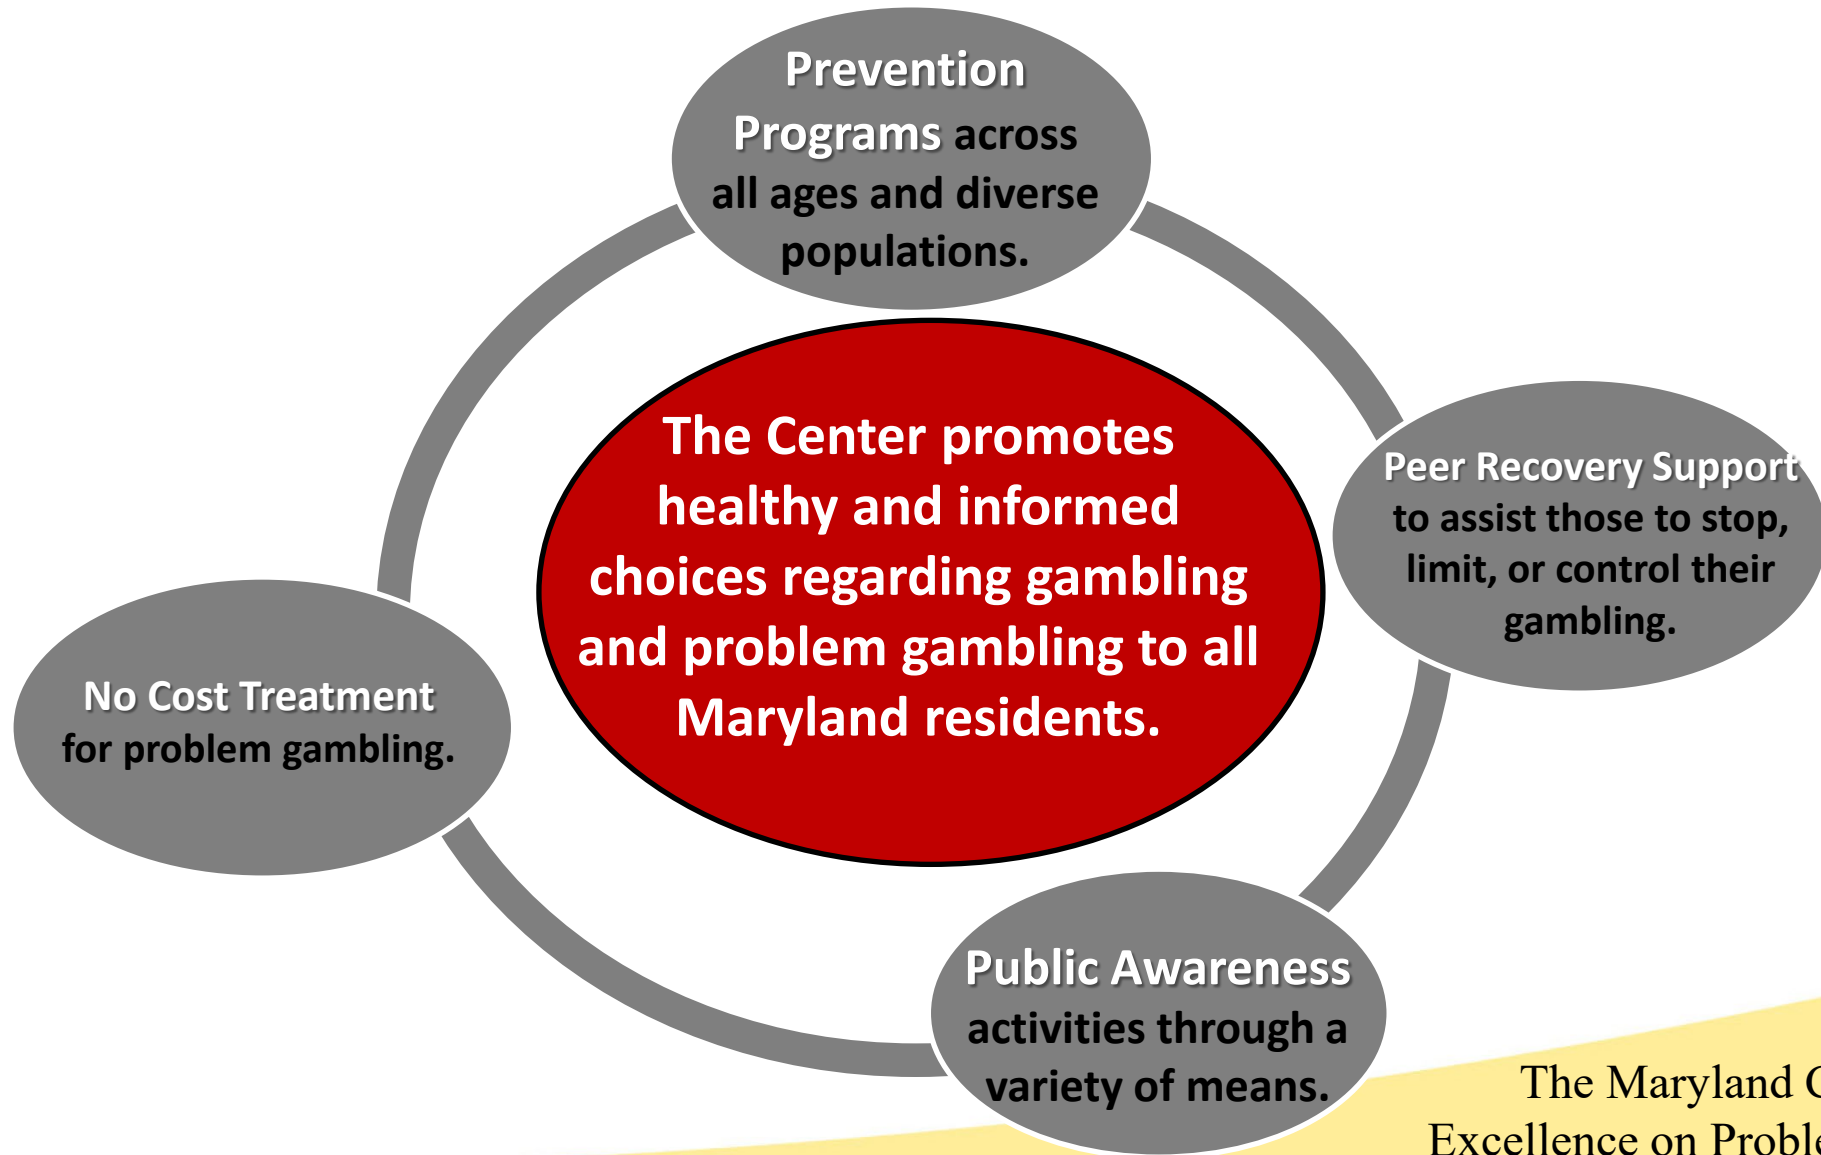 Prevention
Programs across
all ages and diverse
populations.
The Center promotes
healthy and informed
choices regarding gambling
and problem gambling to all
Maryland residents.
Peer Recovery Support
to assist those to stop,
limit, or control their
gambling.
No Cost Treatment
for problem gambling.
Public Awareness
activities through a
variety of means.
The Maryland
Excellence on